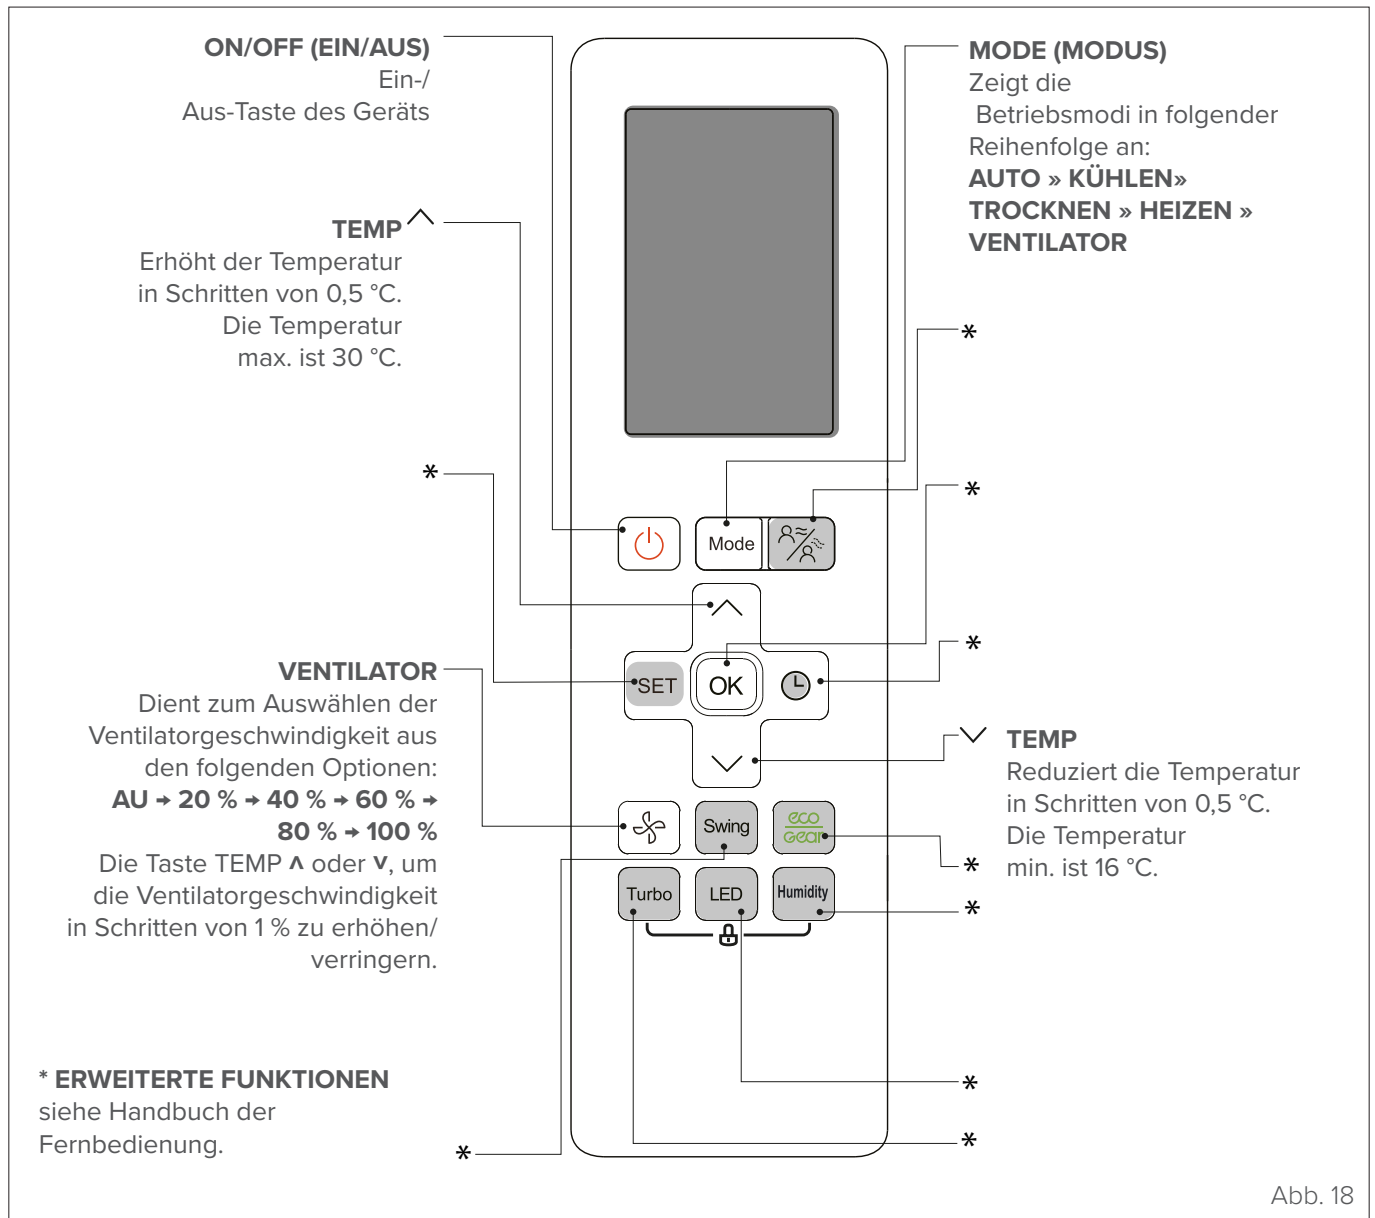 ON/OFF (EIN/AUS)
Ein-/
Aus-Taste des Geräts
TEMP ^
Erhöht der Temperatur
in Schritten von 0,5 °C.
Die Temperatur
max. ist 30 °C.
*
VENTILATOR
Dient zum Auswählen der
Ventilatorgeschwindigkeit aus
den folgenden Optionen:
AU → 20 % → 40 % → 60 % →
80 % → 100 %
Die Taste TEMP ʌ oder v, um
die Ventilatorgeschwindigkeit
in Schritten von 1 % zu erhöhen/
verringern.
* ERWEITERTE FUNKTIONEN
siehe Handbuch der
Fernbedienung.
*
Mode
SET
OK
Swing
eco
Gear
Turbo
LED
Humidity
MODE (MODUS)
Zeigt die
Betriebsmodi in folgender
Reihenfolge an:
AUTO » KÜHLEN»
TROCKNEN » HEIZEN »
VENTILATOR
*
*
*
TEMP
Reduziert die Temperatur
in Schritten von 0,5 °C.
Die Temperatur
min. ist 16 °C.
*
*
*
*
Abb. 18